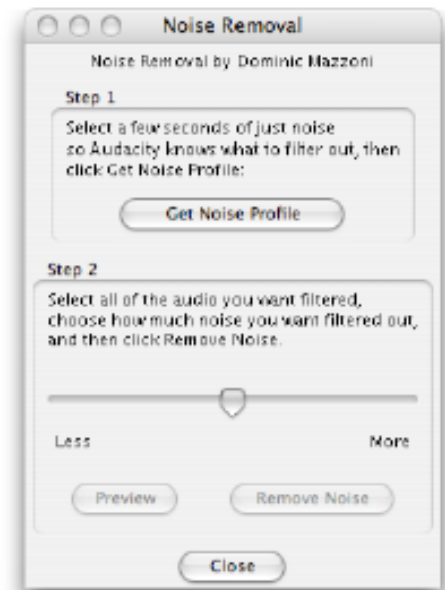 Noise Removal
Noise Removal by Dominic Mazzoni
Step 1
Select a few seconds of just noise
so Audacity knows what to filter out, then
click Get Noise Profile:
Get Noise Profile
Step 2
Select all of the audio you want filtered,
choose how much noise you want filtered out,
and then click Remove Noise.
Less More
Preview Remove Noise
Close